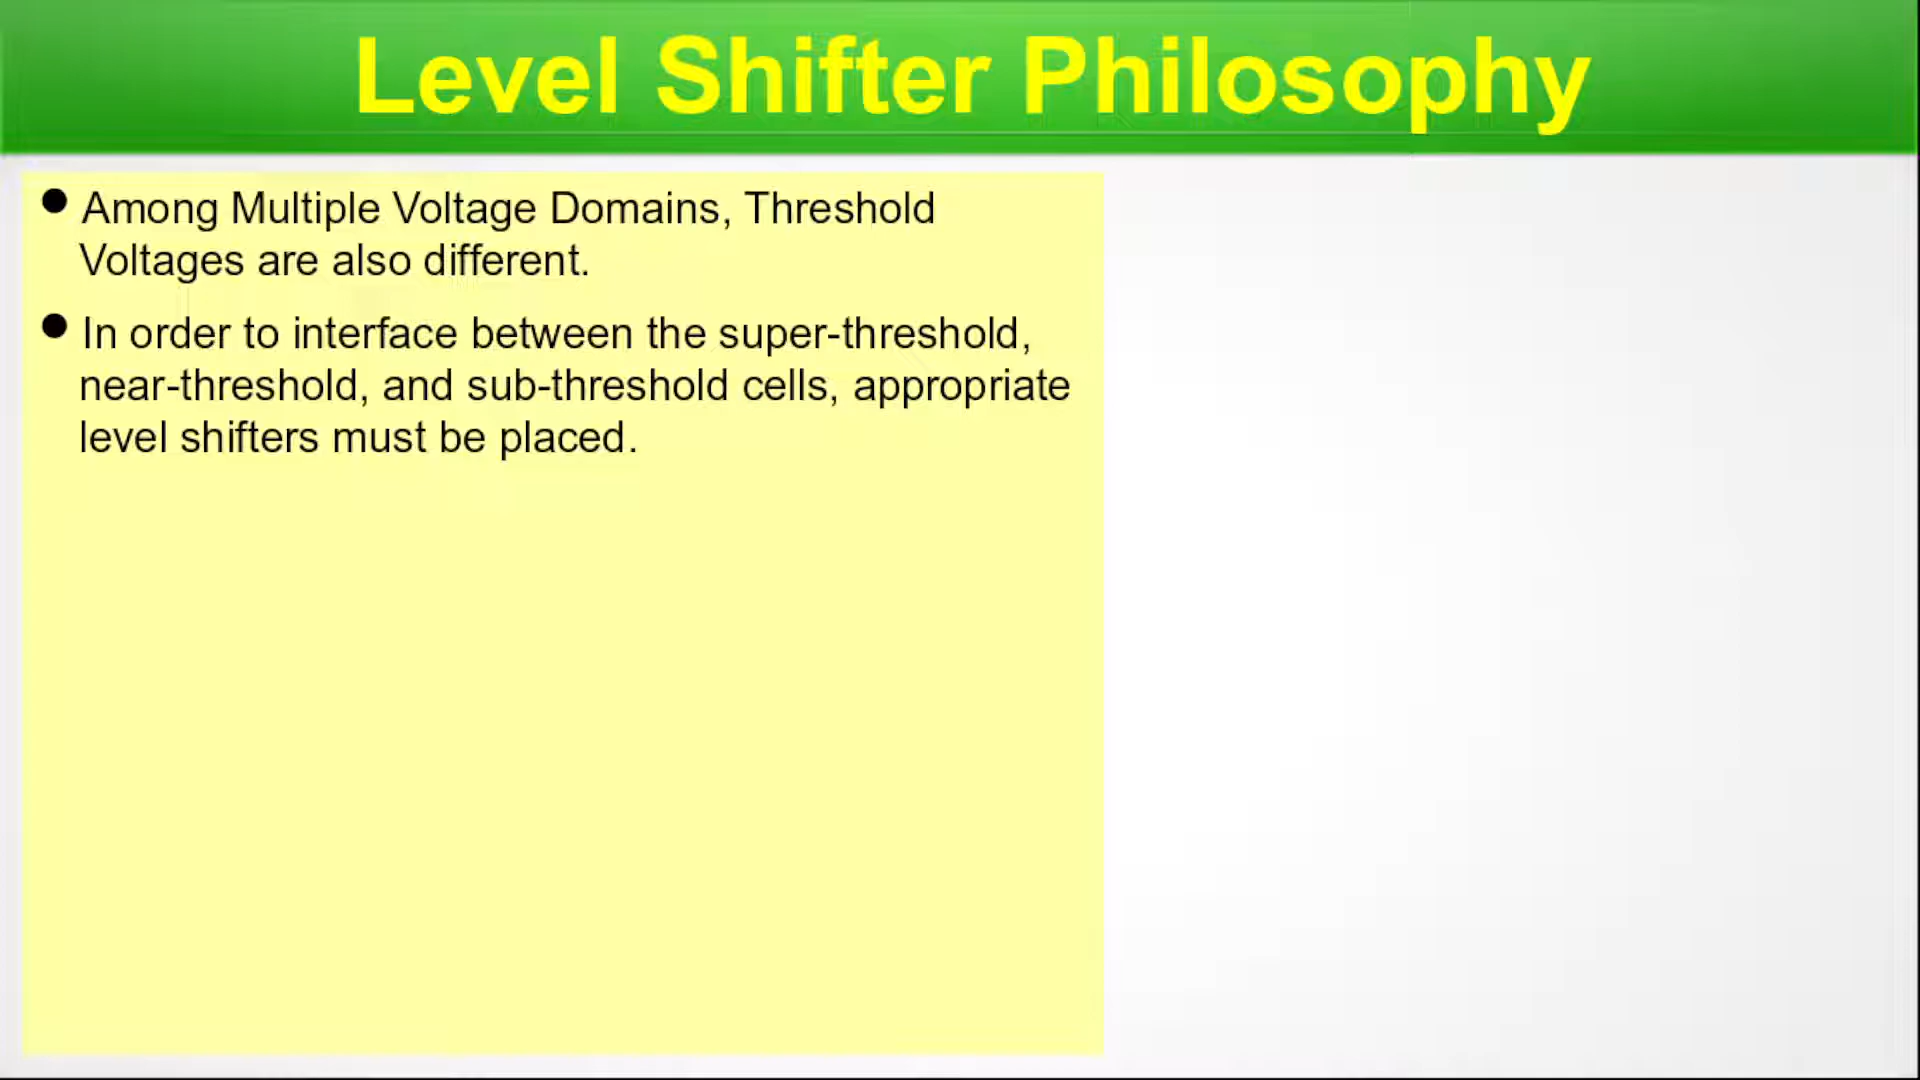 Level Shifter Philosophy
● Among Multiple Voltage Domains, Threshold
Voltages are also different.
● In order to interface between the super-threshold,
near-threshold, and sub-threshold cells, appropriate
level shifters must be placed.